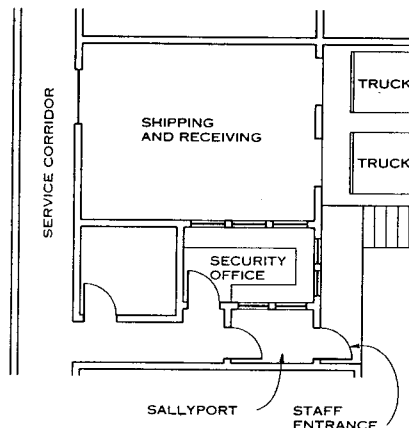 SERVICE CORRIDOR
SHIPPING
AND RECEIVING
TRUCK
TRUCK
SECURITY
OFFICE
SALLYPORT
STAFF
ENTRANCE